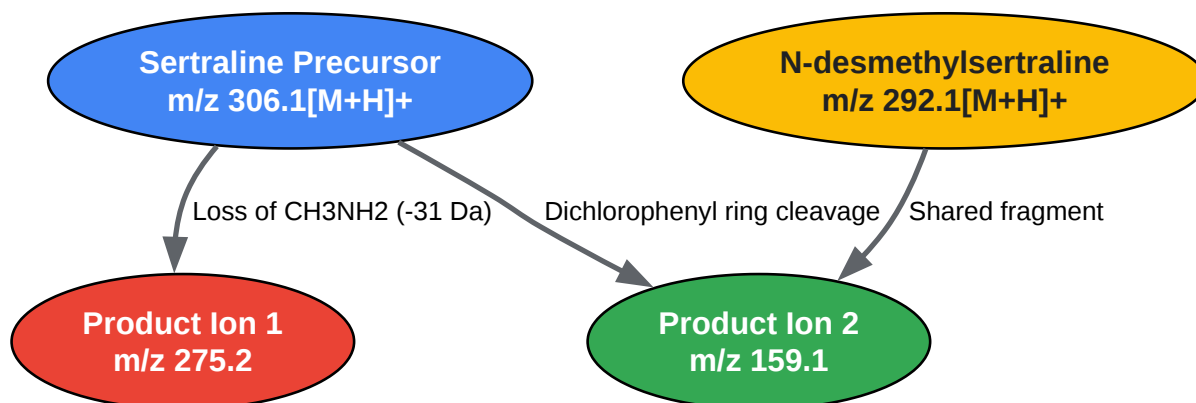 Sertraline Precursor
m/z 306.1[M+H]+
N-desmethylsertraline
m/z 292.1[M+H]+
Loss of CH3NH2 (-31 Da)
Dichlorophenyl ring cleavage
Shared fragment
Product Ion 1
m/z 275.2
Product Ion 2
m/z 159.1